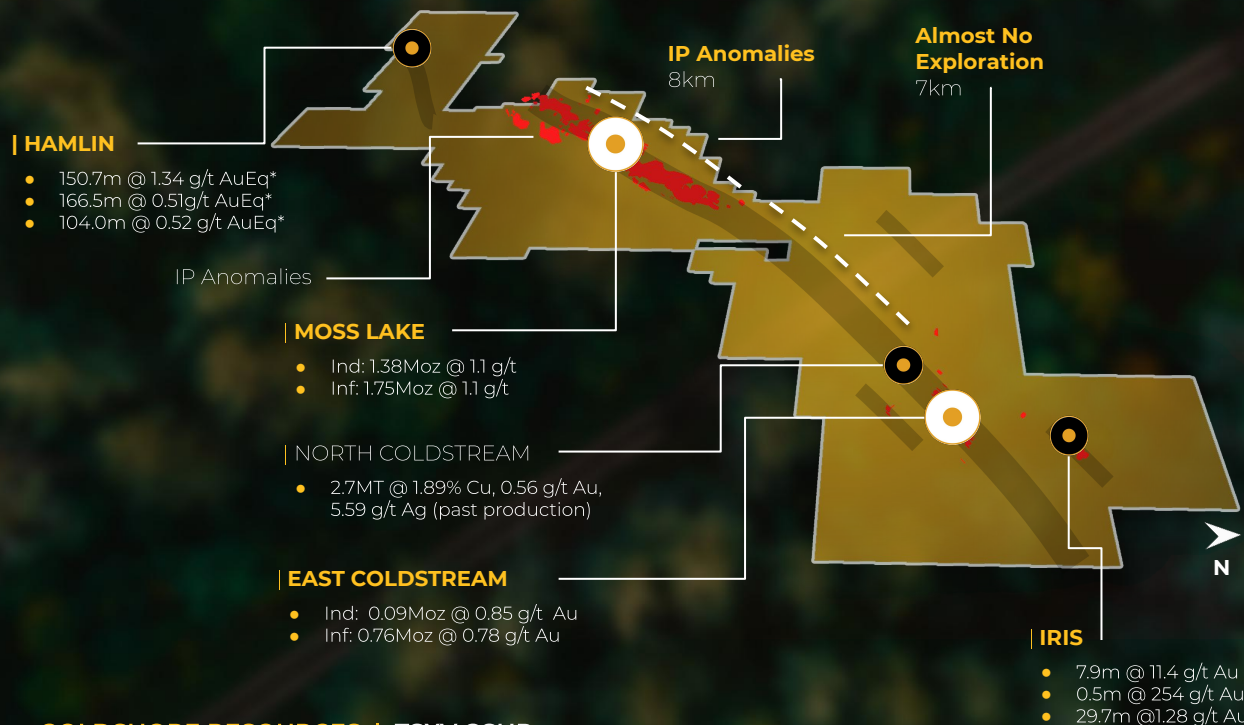 IP Anomalies
8km
Almost No
Exploration
7km
| HAMLIN
● 150.7m @ 1.34 g/t AuEq*
● 166.5m @ 0.51g/t AuEq*
● 104.0m @ 0.52 g/t AuEq*
IP Anomalies
| MOSS LAKE
● Ind: 1.38Moz @ 1.1 g/t
● Inf: 1.75Moz @ 1.1 g/t
| NORTH COLDSTREAM
● 2.7MT @ 1.89% Cu, 0.56 g/t Au,
5.59 g/t Ag (past production)
| EAST COLDSTREAM
● Ind: 0.09Moz @ 0.85 g/t Au
● Inf: 0.76Moz @ 0.78 g/t Au
N
| IRIS
● 7.9m @ 11.4 g/t Au
● 0.5m @ 254 g/t Au
● 29.7m @1.28 g/t Au